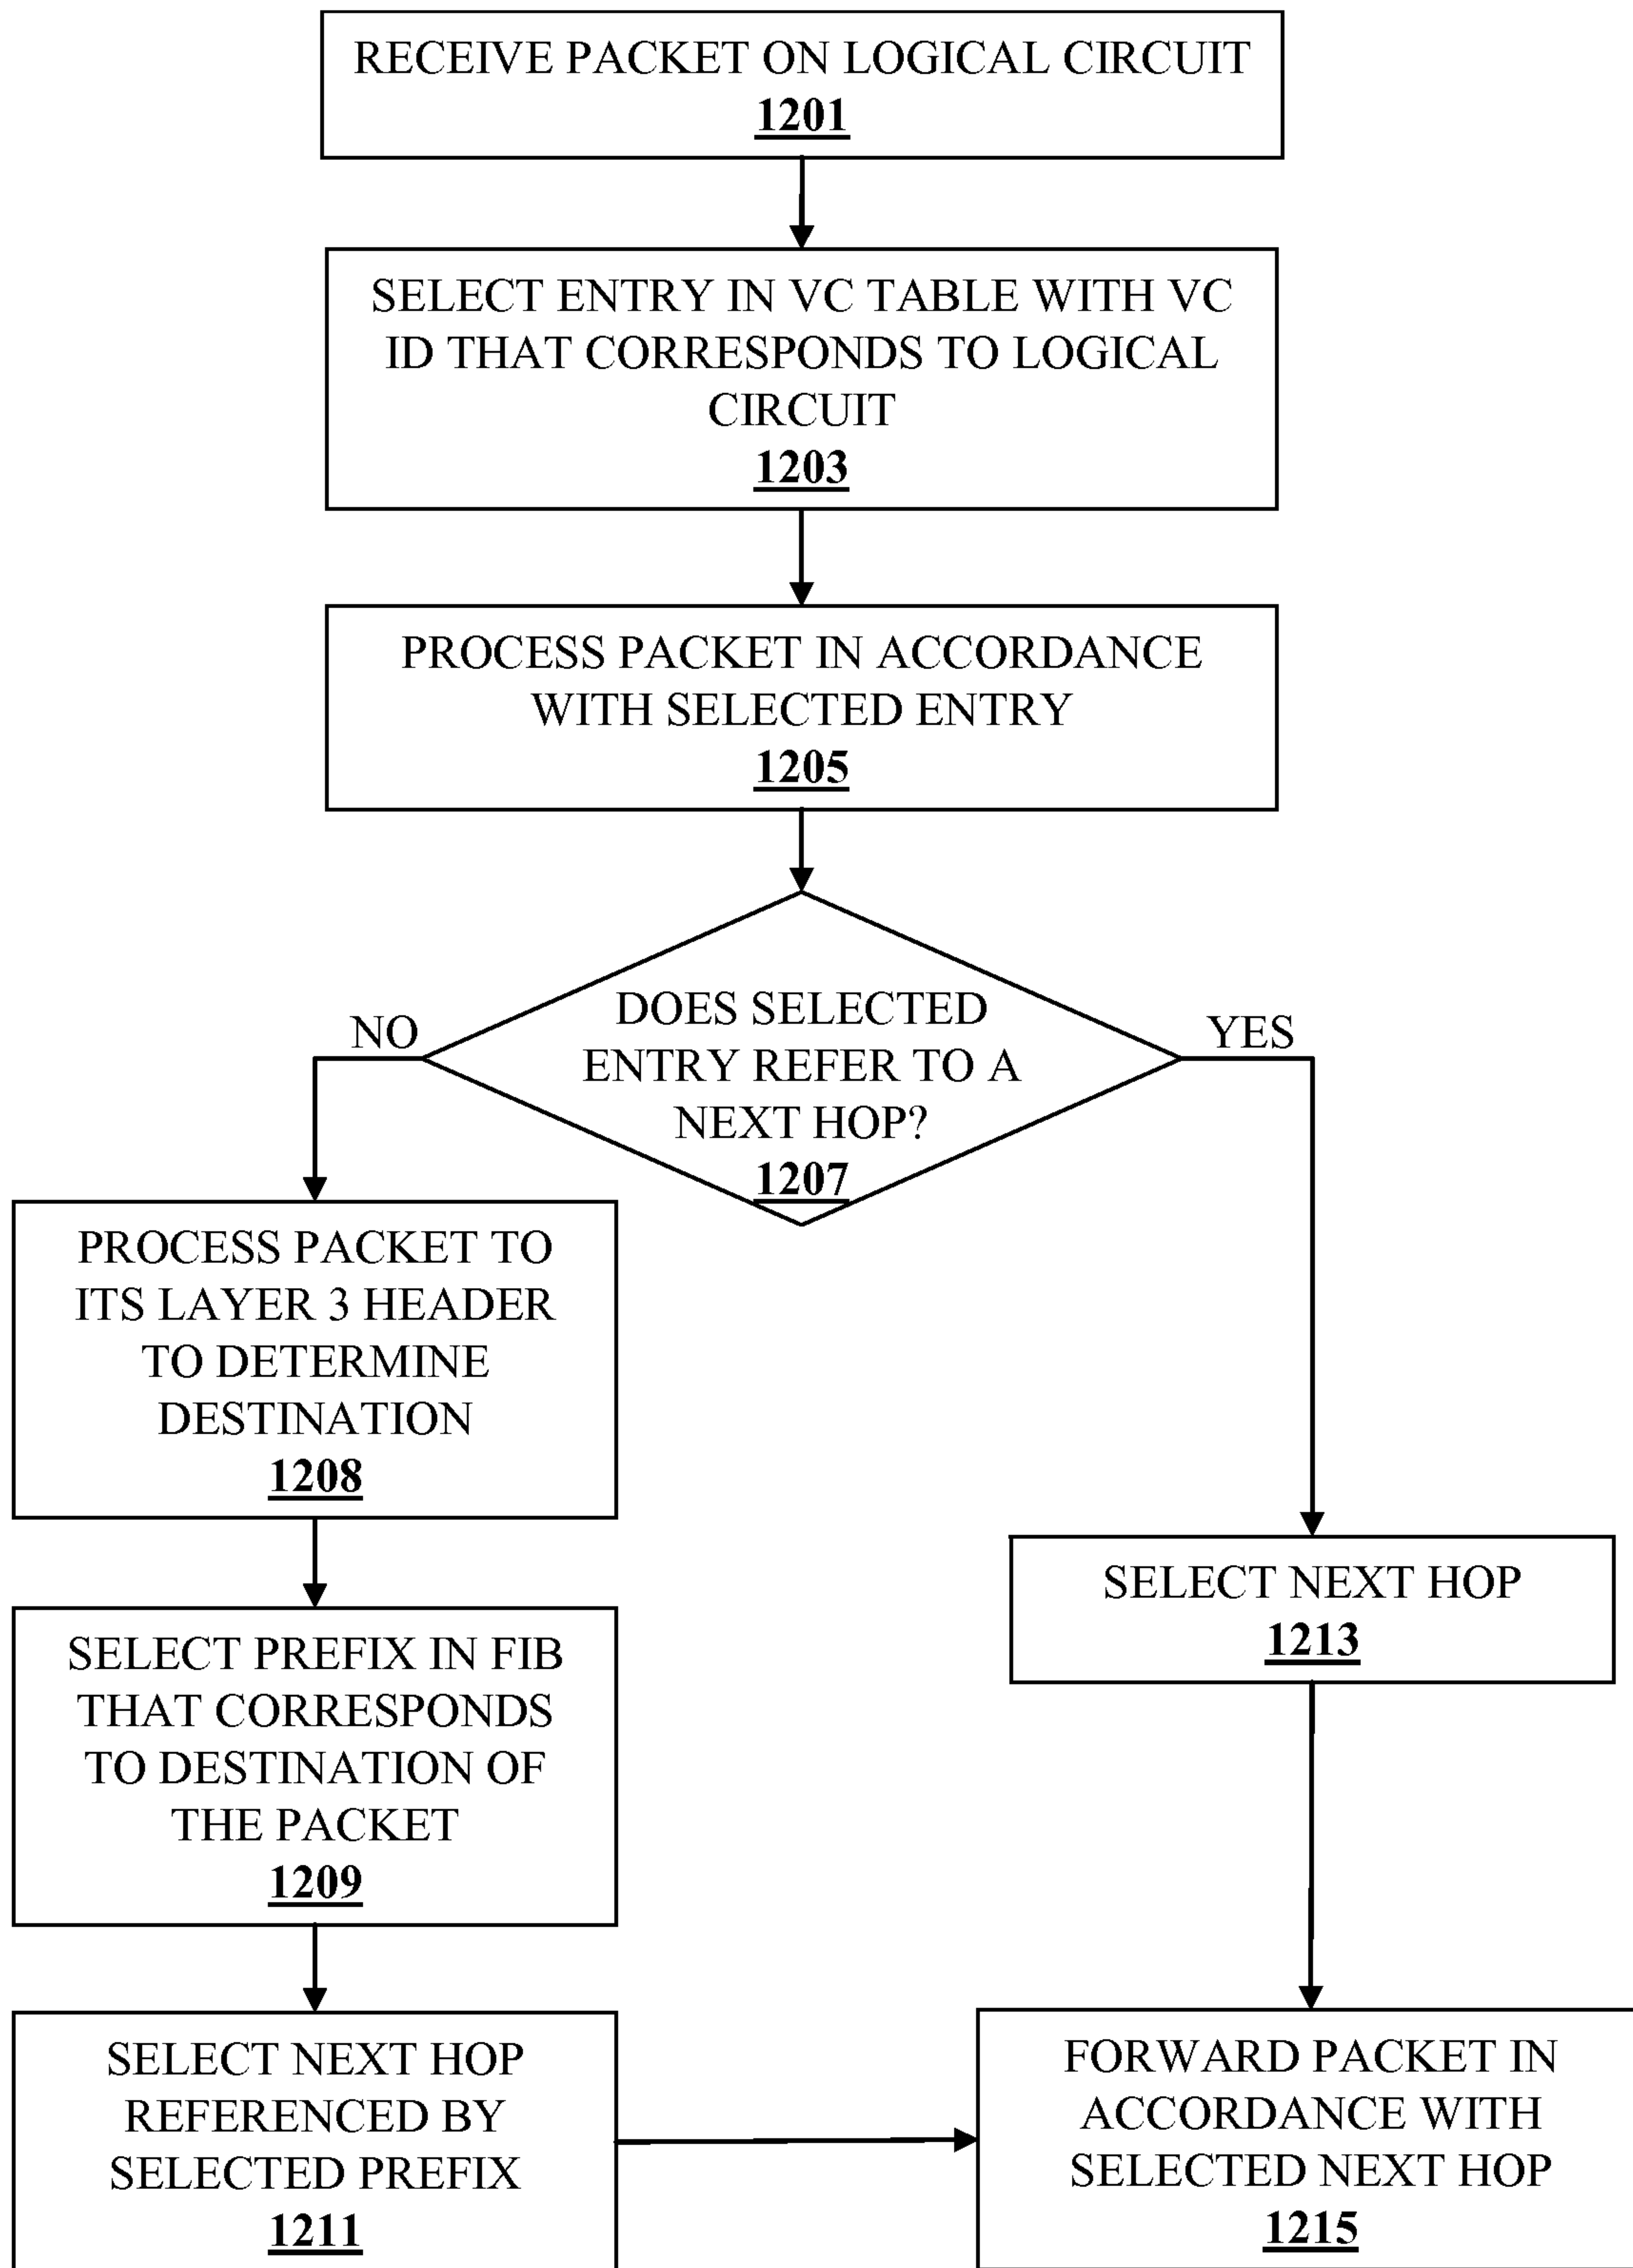 RECEIVE PACKET ON LOGICAL CIRCUIT
1201
SELECT ENTRY IN VC TABLE WITH VC
ID THAT CORRESPONDS TO LOGICAL
CIRCUIT
1203
PROCESS PACKET IN ACCORDANCE
WITH SELECTED ENTRY
1205
DOES SELECTED
ENTRY REFER TO A
NEXT HOP?
1207
NO
YES
PROCESS PACKET TO
ITS LAYER 3 HEADER
TO DETERMINE
DESTINATION
1208
SELECT PREFIX IN FIB
THAT CORRESPONDS
TO DESTINATION OF
THE PACKET
1209
SELECT NEXT HOP
REFERENCED BY
SELECTED PREFIX
1211
SELECT NEXT HOP
1213
FORWARD PACKET IN
ACCORDANCE WITH
SELECTED NEXT HOP
1215